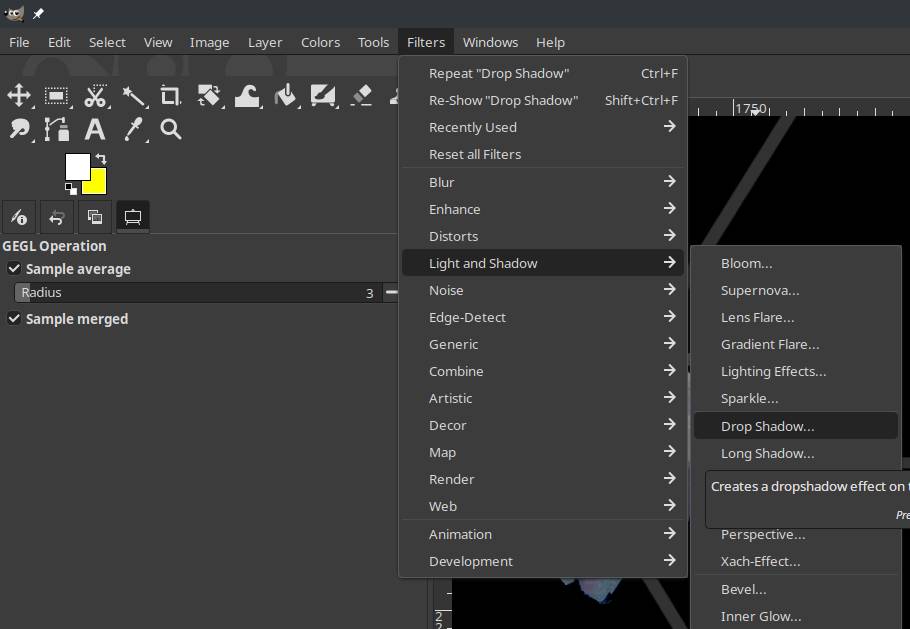 File Edit Select View Image Layer Colors Tools Filters Windows Help
GEGL Operation
Sample average
Radius 3
Sample merged
Repeat "Drop Shadow" Ctrl+F
Re-Show "Drop Shadow" Shift+Ctrl+F
Recently Used
Reset all Filters
Blur
Enhance
Distorts
Light and Shadow
Noise
Edge-Detect
Generic
Combine
Artistic
Decor
Map
Render
Web
Animation
Development
1750
Bloom...
Supernova...
Lens Flare...
Gradient Flare...
Lighting Effects...
Sparkle...
Drop Shadow...
Long Shadow...
Creates a dropshadow effect on
Perspective...
Xach-Effect...
Bevel...
Inner Glow...
2